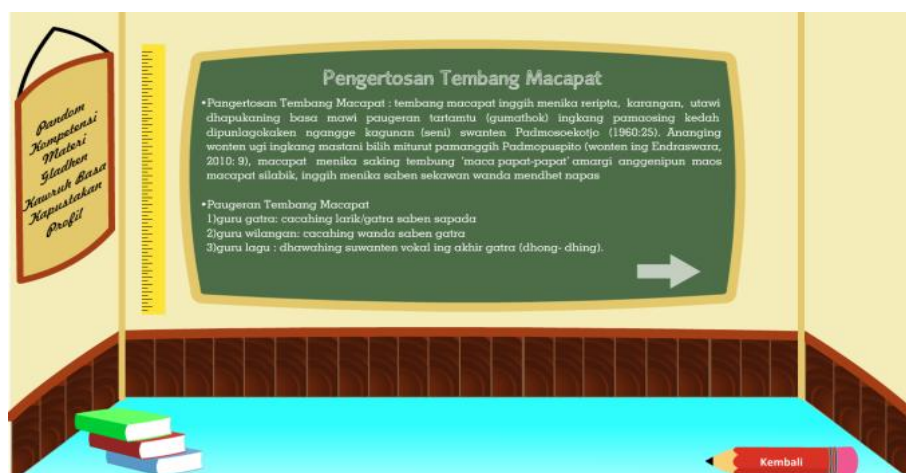 Pandom
Kompetensi
Materi
Gladhen
Kawruh Basa
Kapustakan
Profil
Pengertosan Tembang Macapat
•Pangertosan Tembang Macapat : tembang macapat inggih menika reripta, karangan, utawi
dhapukaning basa mawi paugeran tartamtu (gumathok) ingkang pamaosing kedah
dipunlagokaken ngangge kagunan (seni) swanten Padmosoekotjo (1960:25). Ananging
wonten ugi ingkang mastani bilih miturut pamanggih Padmopuspito (wonten ing Endraswara,
2010: 9), macapat menika saking tembung 'maca papat-papat' amargi anggenipun maos
macapat silabik, inggih menika saben sekawan wanda mendhet napas
•Paugeran Tembang Macapat
1)guru gatra: cacahing larik/gatra saben sapada
2)guru wilangan: cacahing wanda saben gatra
3)guru lagu : dhawahing suwanten vokal ing akhir gatra (dhong- dhing).
Kembali